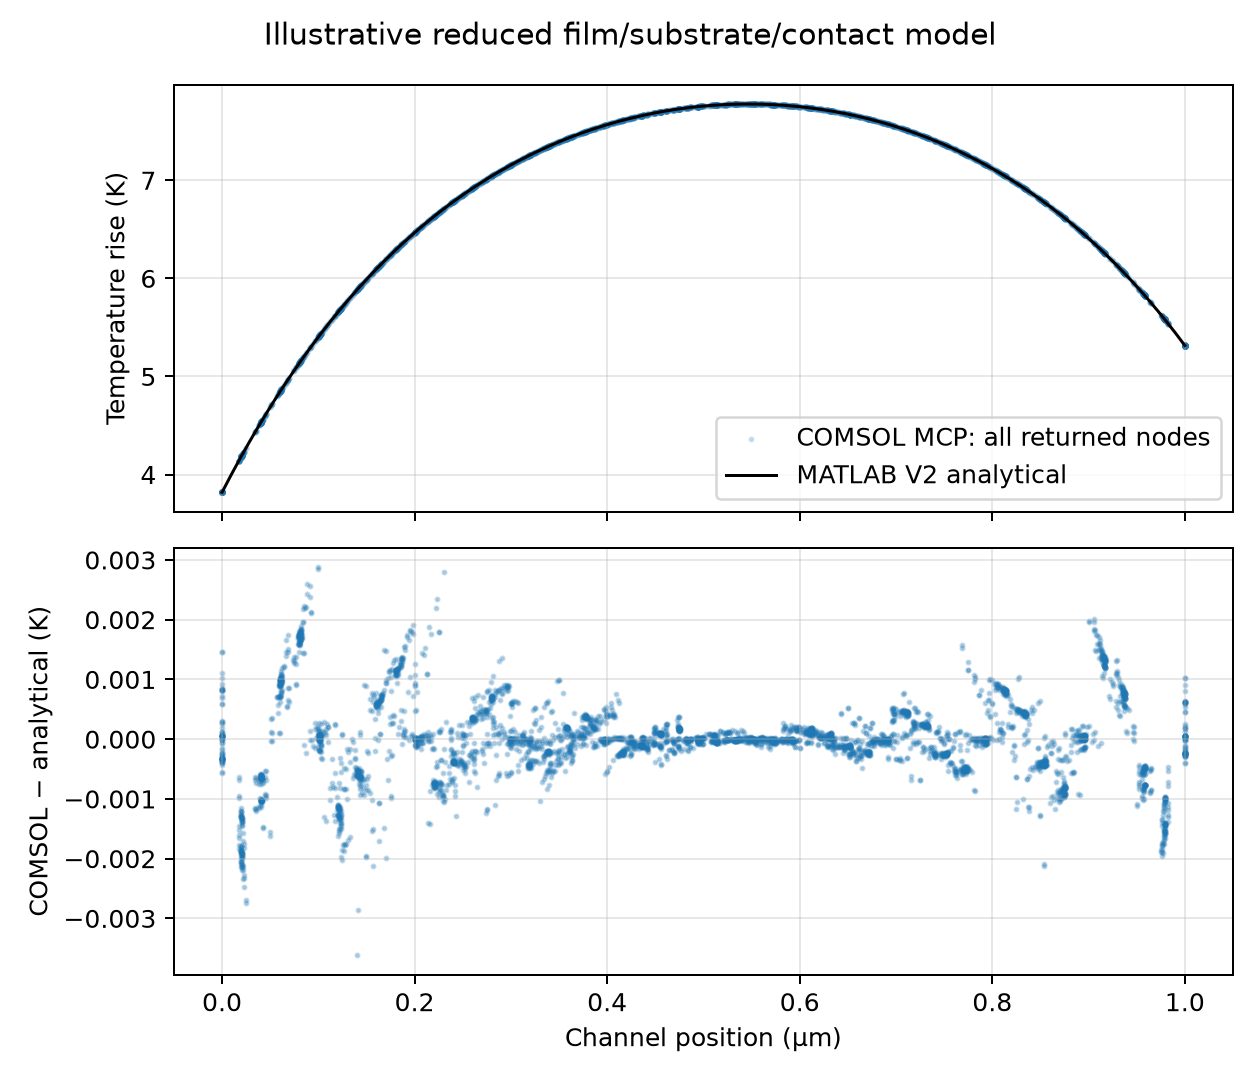 Illustrative reduced film/substrate/contact model
Temperature rise (K)
7
6
5
4
COMSOL MCP: all returned nodes
MATLAB V2 analytical
COMSOL − analytical (K)
0.003
0.002
0.001
0.000
−0.001
−0.002
−0.003
0.0 0.2 0.4 0.6 0.8 1.0
Channel position (μm)